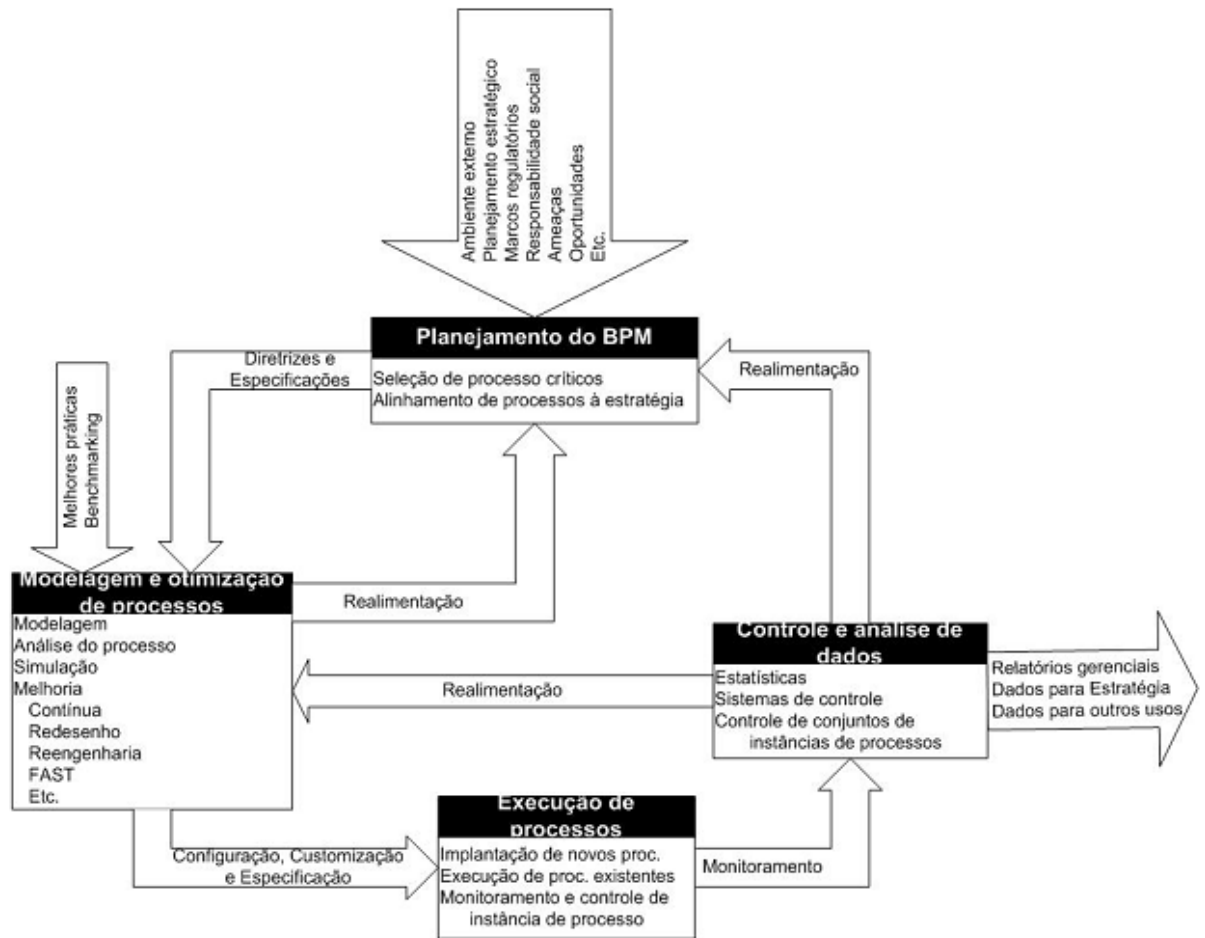 Ambiente externo
Planejamento estratégico
Marcos regulatórios
Responsabilidade social
Ameaças
Oportunidades
Etc.
Planejamento do BPM
Seleção de processo críticos
Alinhamento de processos à estratégia
Diretrizes e
Especificações
Realimentação
Melhores práticas
Benchmarking
Modelagem e otimização
de processos
Modelagem
Análise do processo
Simulação
Melhoria
Contínua
Redesenho
Reengenharia
FAST
Etc.
Realimentação
Realimentação
Controle e análise de
dados
Estatísticas
Sistemas de controle
Controle de conjuntos de
instâncias de processos
Relatórios gerenciais
Dados para Estratégia
Dados para outros usos
Configuração, Customização
e Especificação
Execução de
processos
Implantação de novos proc.
Execução de proc. existentes
Monitoramento e controle de
instância de processo
Monitoramento